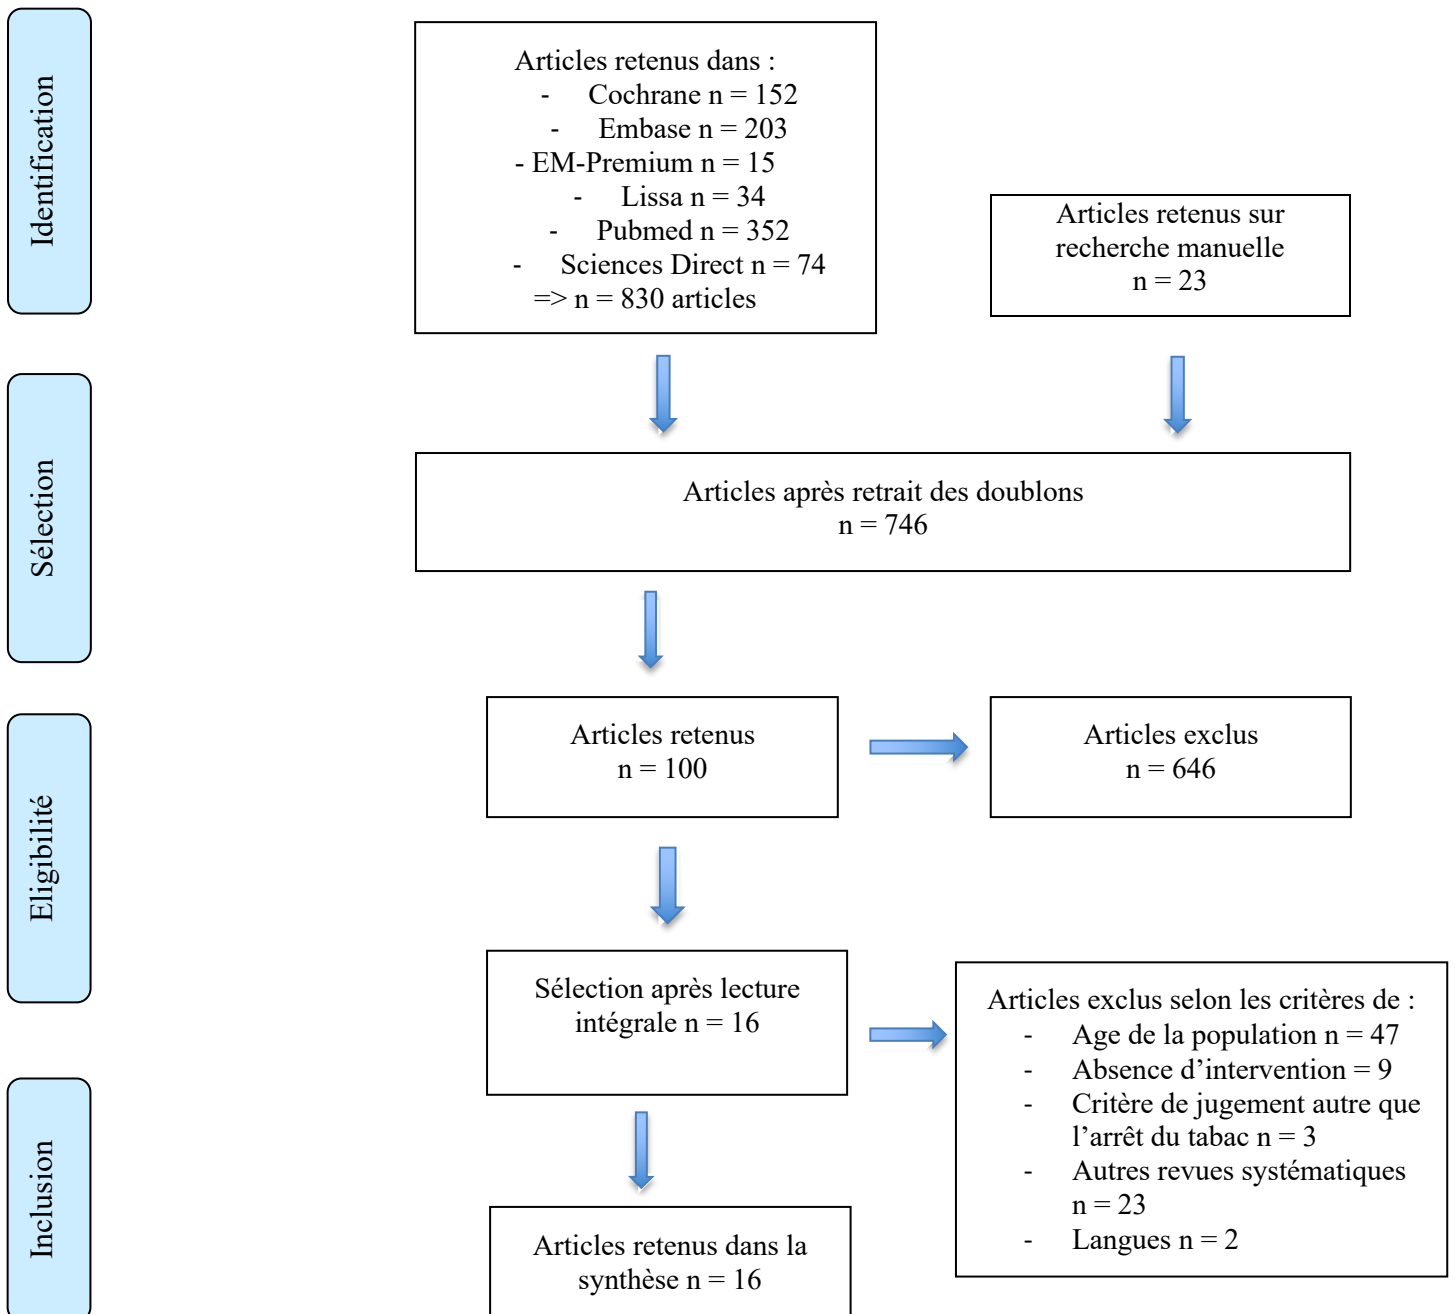 Identification
Articles retenus dans :
- Cochrane n = 152
- Embase n = 203
- EM-Premium n = 15
- Lissa n = 34
- Pubmed n = 352
- Sciences Direct n = 74
=> n = 830 articles
Articles retenus sur
recherche manuelle
n = 23
Sélection
Articles après retrait des doublons
n = 746
Eligibilité
Articles retenus
n = 100
Articles exclus
n = 646
Sélection après lecture
intégrale n = 16
Articles exclus selon les critères de :
- Age de la population n = 47
- Absence d’intervention = 9
- Critère de jugement autre que
l’arrêt du tabac n = 3
- Autres revues systématiques
n = 23
- Langues n = 2
Inclusion
Articles retenus dans la
synthèse n = 16